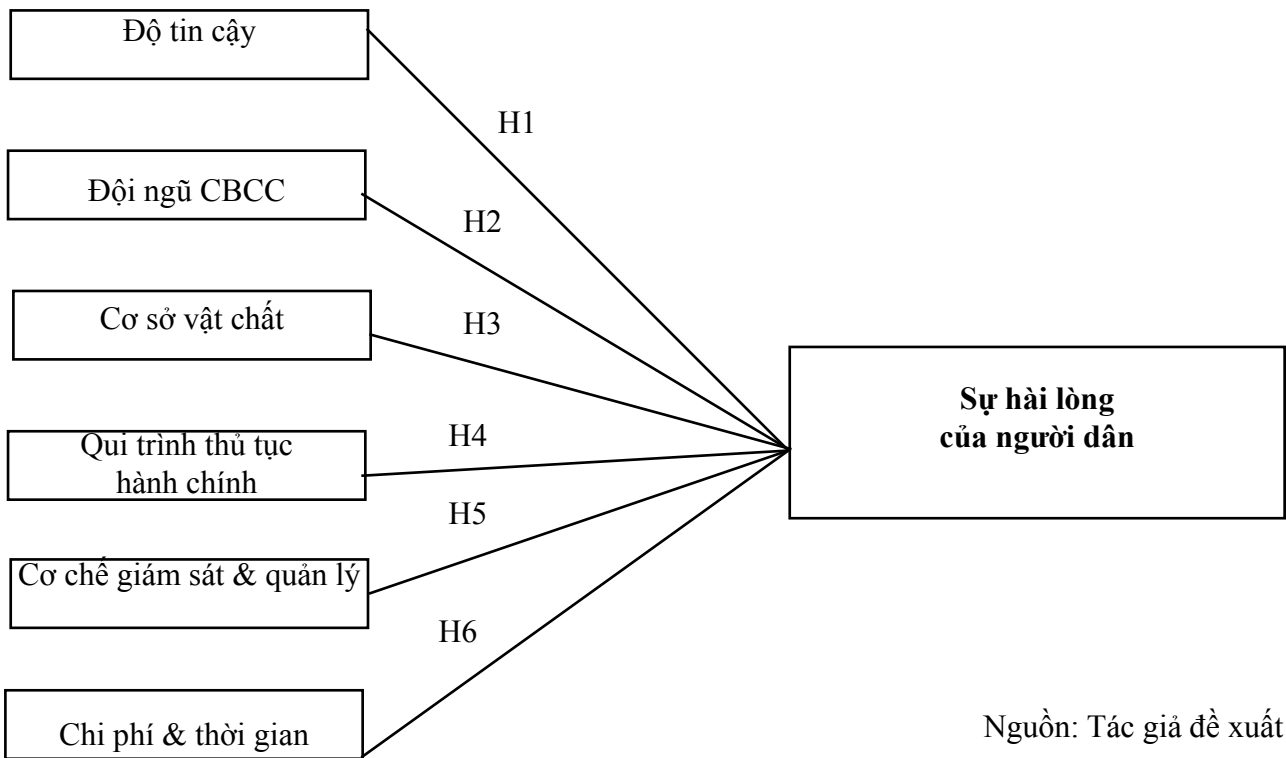 Độ tin cậy
H1
Đội ngũ CBCC
H2
Cơ sở vật chất
H3
Sự hài lòng
của người dân
Qui trình thủ tục
hành chính
H4
H5
Cơ chế giám sát & quản lý
H6
Chi phí & thời gian
Nguồn: Tác giả đề xuất